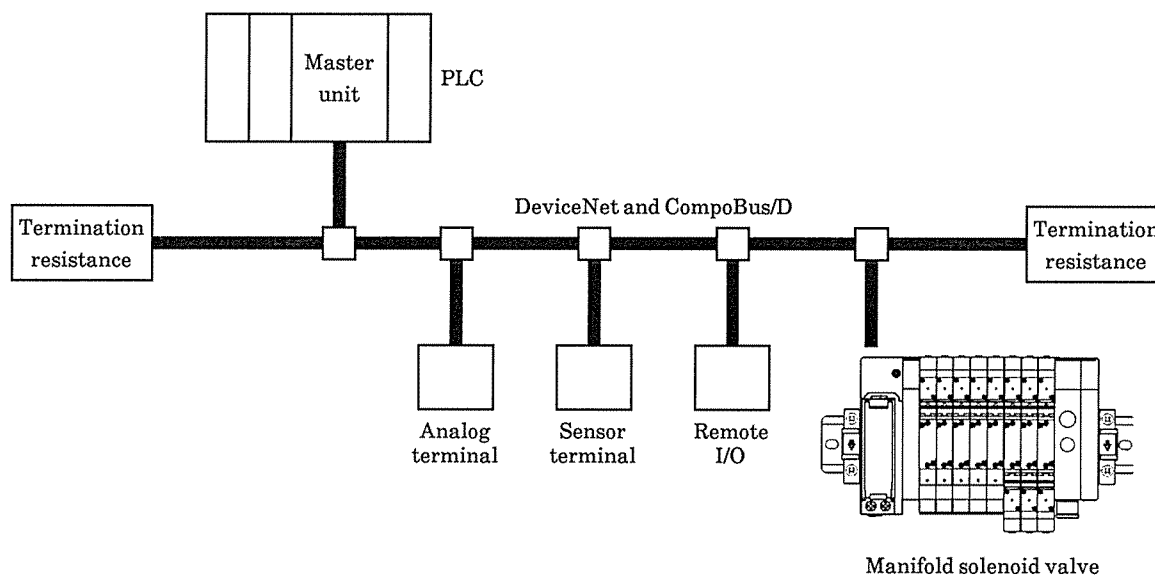 Master
unit
PLC
DeviceNet and CompoBus/D
Termination
resistance
Termination
resistance
Analog
terminal
Sensor
terminal
Remote
I/O
Manifold solenoid valve